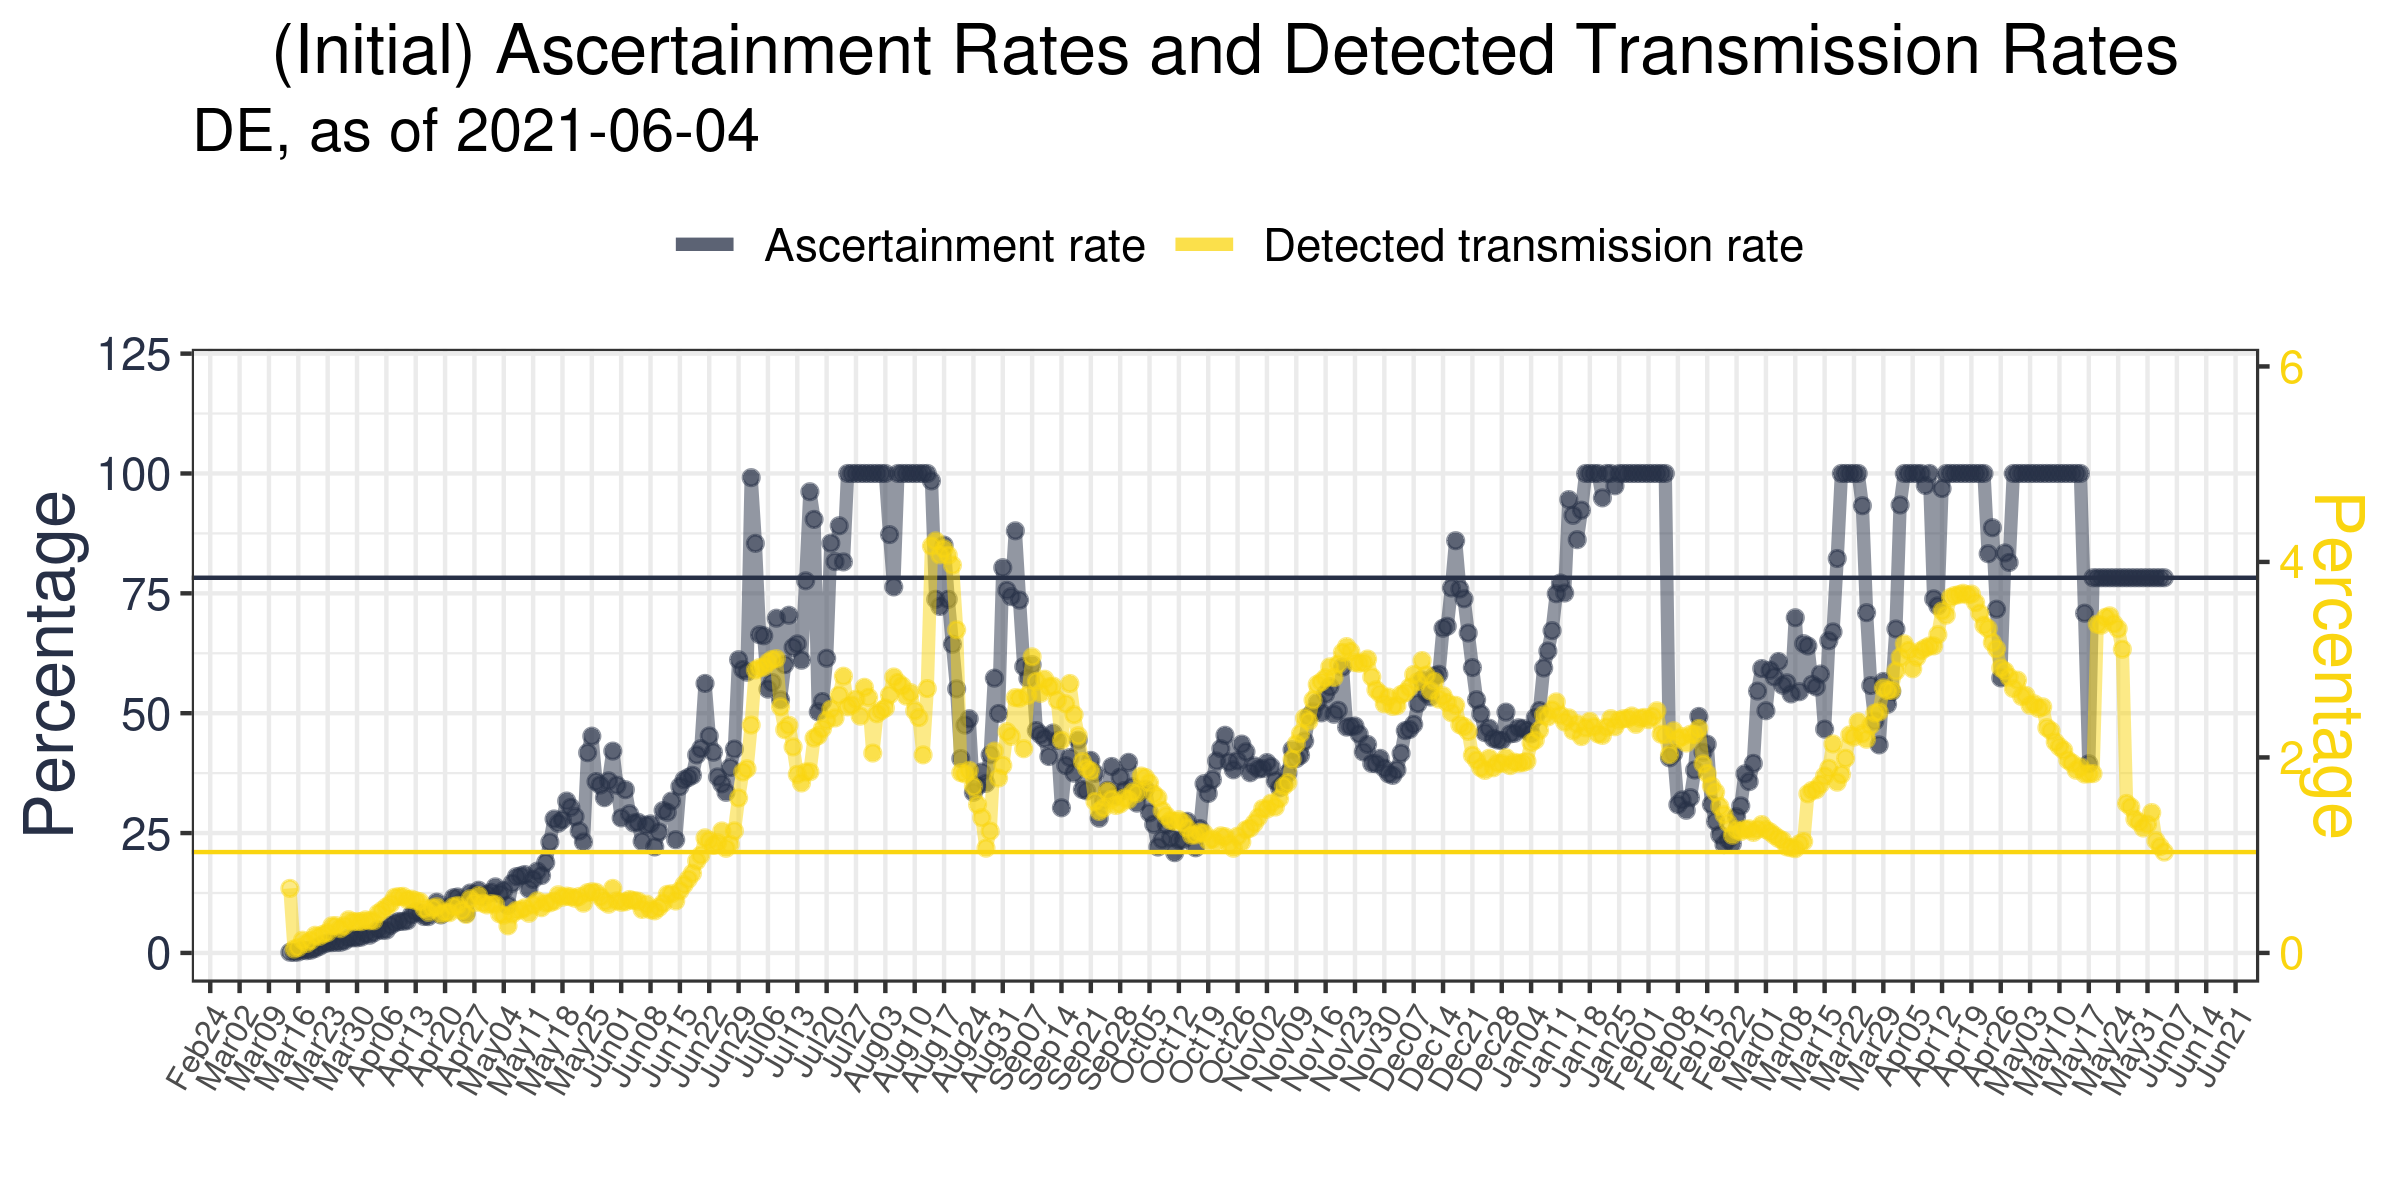 (Initial) Ascertainment Rates and Detected Transmission Rates
DE, as of 2021-06-04
Ascertainment rate
Detected transmission rate
125
100
75
50
25
0
Percentage
6
4
2
0
Percentage
Feb24
Mar02
Mar09
Mar16
Mar23
Mar30
Apr06
Apr13
Apr20
Apr27
May04
May11
May18
May25
Jun01
Jun08
Jun15
Jun22
Jun29
Jul06
Jul13
Jul20
Jul27
Aug03
Aug10
Aug17
Aug24
Aug31
Sep07
Sep14
Sep21
Sep28
Oct05
Oct12
Oct19
Oct26
Nov02
Nov09
Nov16
Nov23
Nov30
Dec07
Dec14
Dec21
Dec28
Jan04
Jan11
Jan18
Jan25
Feb01
Feb08
Feb15
Feb22
Mar01
Mar08
Mar15
Mar22
Mar29
Apr05
Apr12
Apr19
Apr26
May03
May10
May17
May24
May31
Jun07
Jun14
Jun21